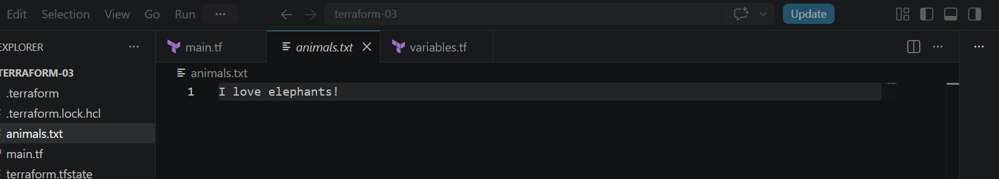 Edit Selection View Go Run ··· terraform-03 Update
EXPLORER ···
main.tf animals.txt variables.tf ··· ···
TERRAFORM-03
animals.txt
.terraform
1 I love elephants!
.terraform.lock.hcl
animals.txt
main.tf
terraform.tfstate